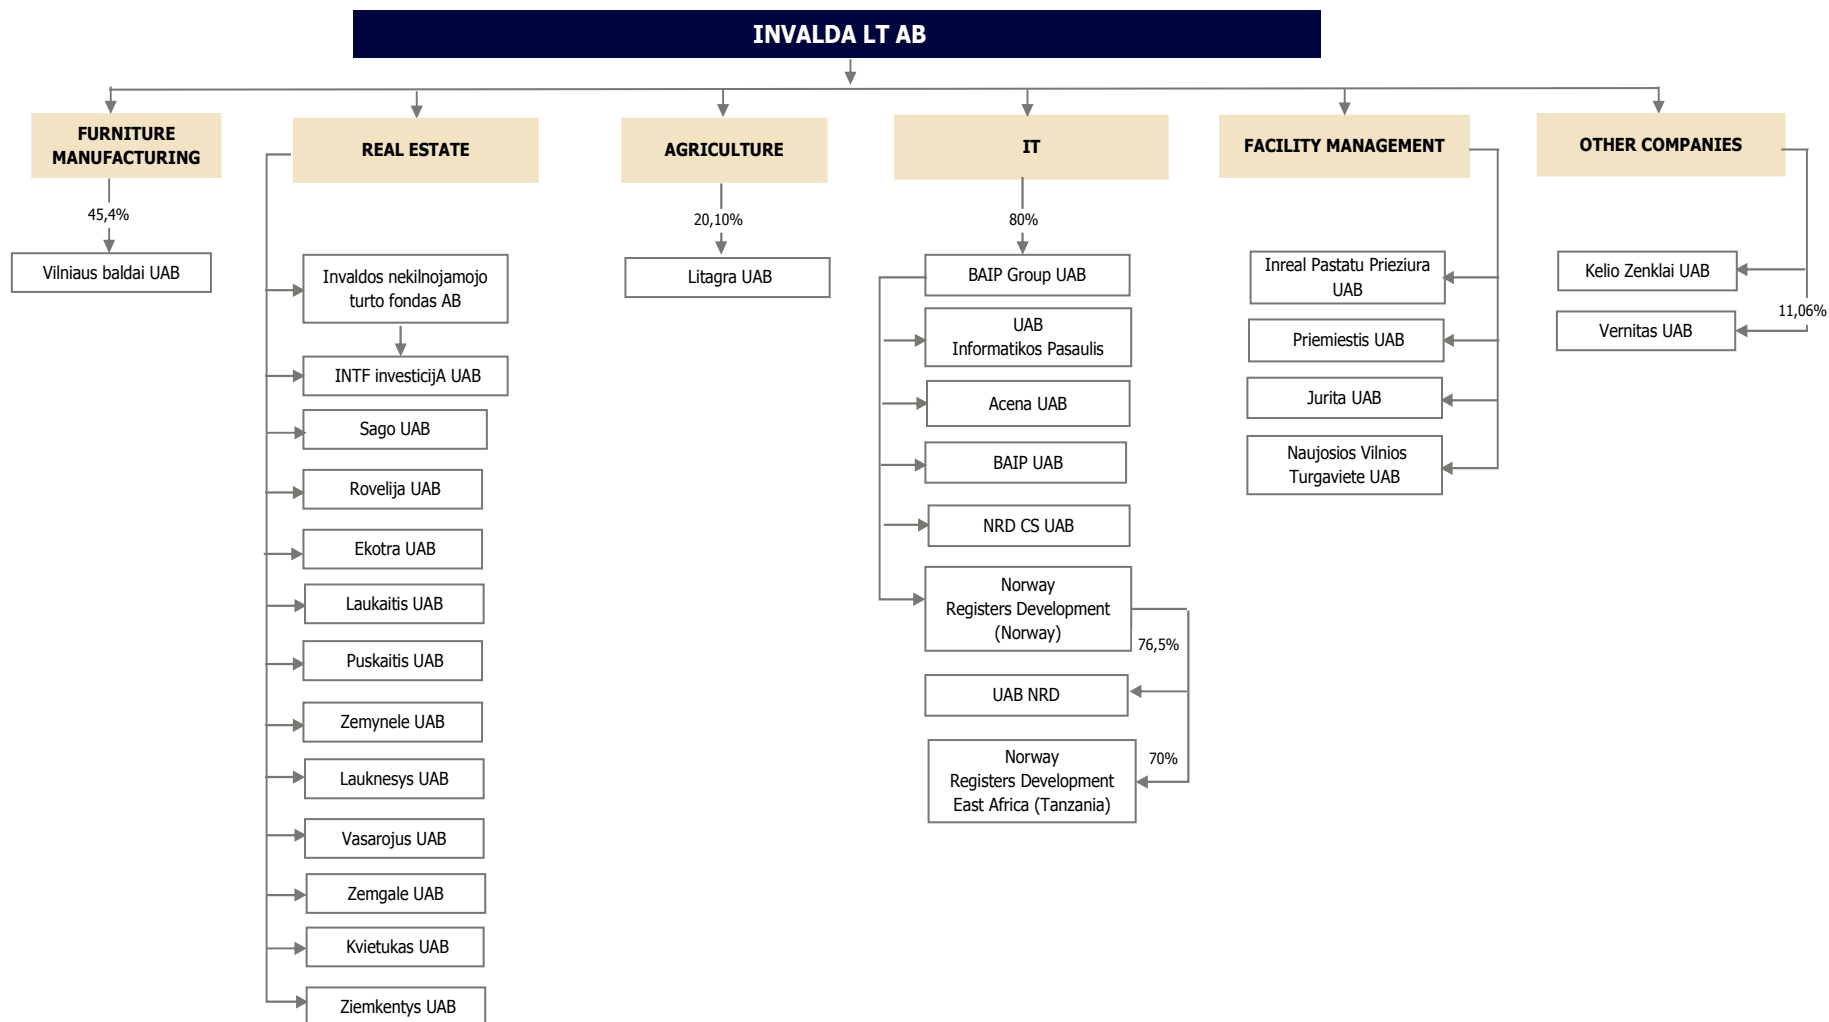 INVALDA LT AB
FURNITURE
MANUFACTURING
45,4%
Vilniaus baldai UAB
REAL ESTATE
Invaldos nekilnojamojo
turto fondas AB
INTF investicijA UAB
Sago UAB
Rovelija UAB
Ekotra UAB
Laukaitis UAB
Puskaitis UAB
Zemynele UAB
Lauknesys UAB
Vasarojus UAB
Zemgale UAB
Kvietukas UAB
Ziemkentys UAB
AGRICULTURE
20,10%
Litagra UAB
IT
80%
BAIP Group UAB
UAB
Informatikos Pasaulis
Acena UAB
BAIP UAB
NRD CS UAB
Norway
Registers Development
(Norway)
76,5%
UAB NRD
Norway
Registers Development
East Africa (Tanzania)
70%
FACILITY MANAGEMENT
Inreal Pastatu Prieziura
UAB
Priemiestis UAB
Jurita UAB
Naujosios Vilnios
Turgaviete UAB
OTHER COMPANIES
Kelio Zenklai UAB
11,06%
Vernitas UAB